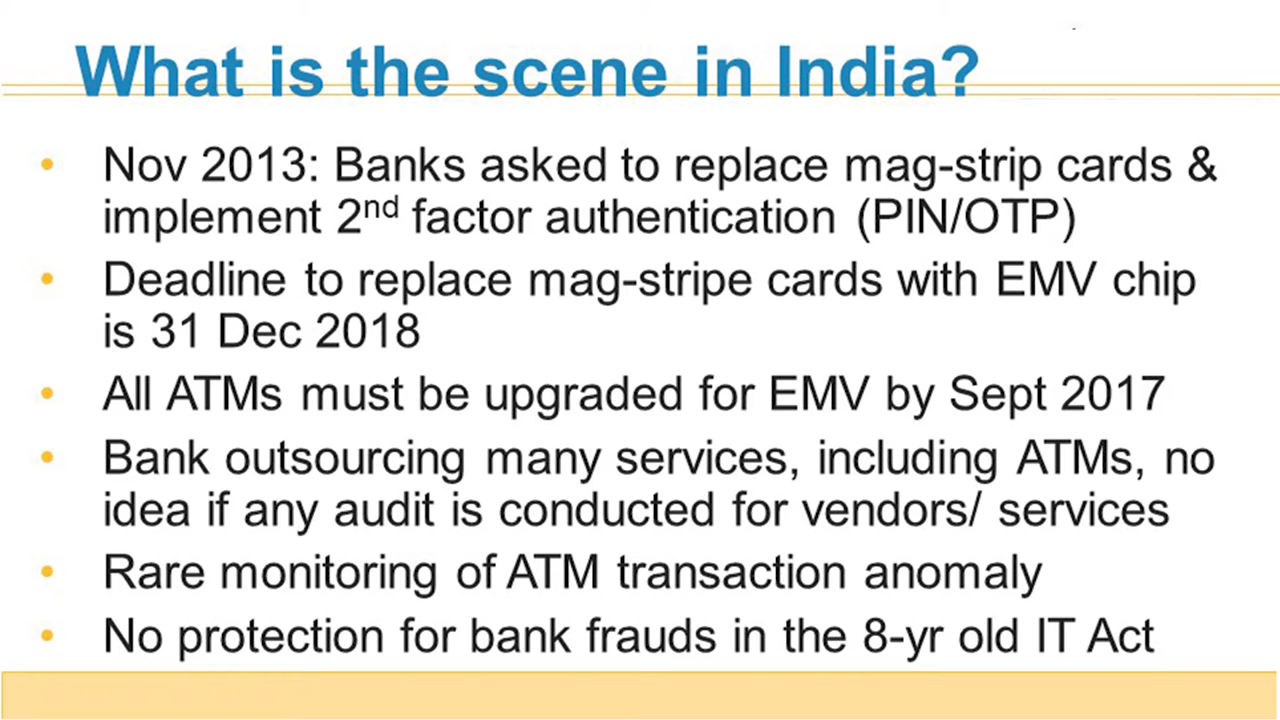 What is the scene in India?
• Nov 2013: Banks asked to replace mag-strip cards &
implement 2nd factor authentication (PIN/OTP)
• Deadline to replace mag-stripe cards with EMV chip
is 31 Dec 2018
• All ATMs must be upgraded for EMV by Sept 2017
• Bank outsourcing many services, including ATMs, no
idea if any audit is conducted for vendors/ services
• Rare monitoring of ATM transaction anomaly
• No protection for bank frauds in the 8-yr old IT Act